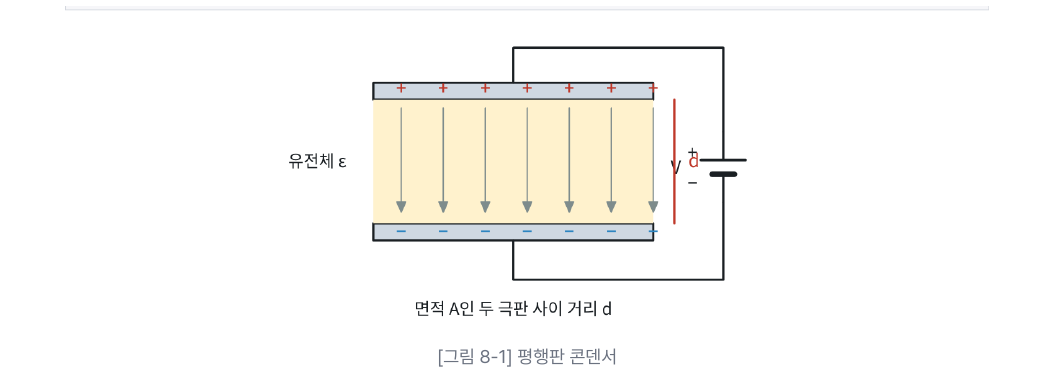 + + + + + + +
유전체 ε
V
+
d
−
− − − − − − −
면적 A인 두 극판 사이 거리 d
[그림 8-1] 평행판 콘덴서